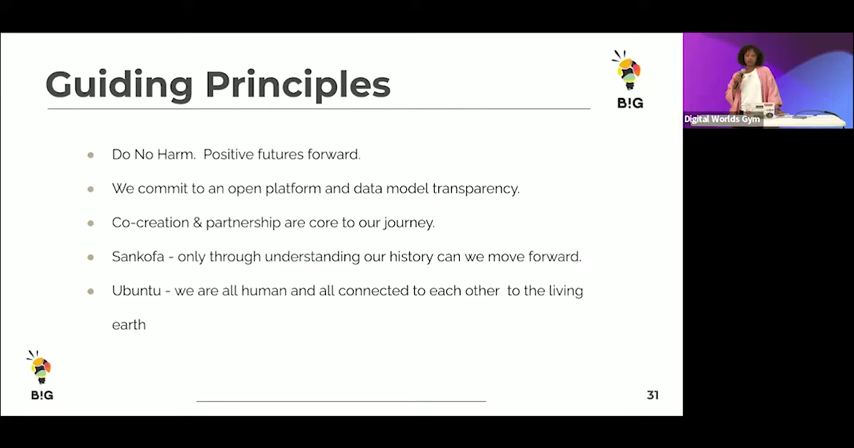 Guiding Principles
B!G
Digital Worlds Gym
● Do No Harm. Positive futures forward.
● We commit to an open platform and data model transparency.
● Co-creation & partnership are core to our journey.
● Sankofa - only through understanding our history can we move forward.
● Ubuntu - we are all human and all connected to each other to the living
earth
B!G
31